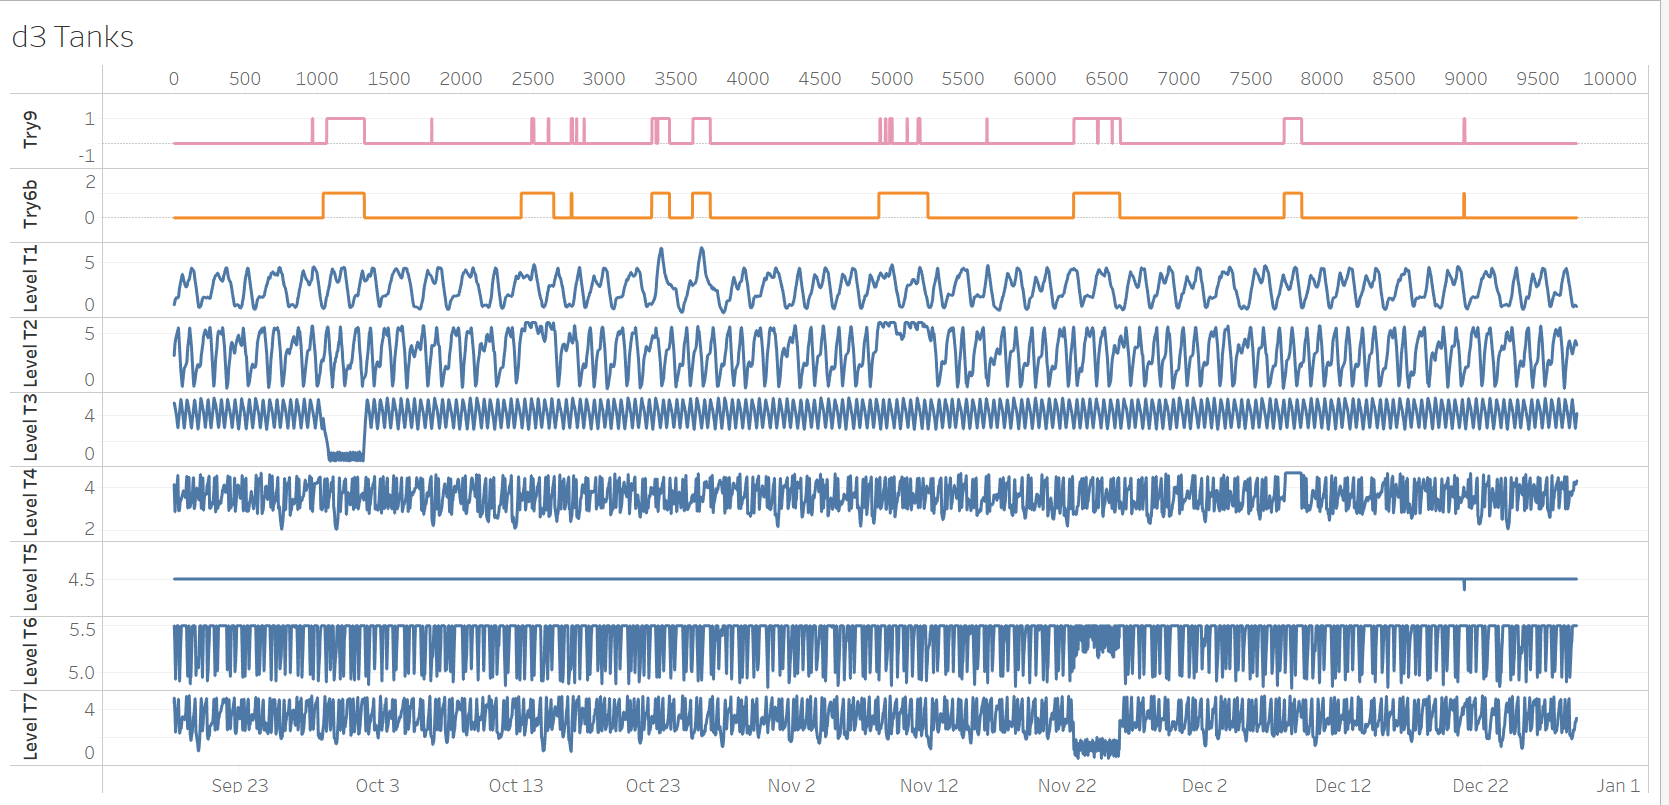 d3 Tanks
0 500 1000 1500 2000 2500 3000 3500 4000 4500 5000 5500 6000 6500 7000 7500 8000 8500 9000 9500 10000
Try9
1
-1
Try6b
2
0
Level T1
5
0
Level T2
5
0
Level T3
4
0
Level T4
4
2
Level T5
4.5
Level T6
5.5
5.0
Level T7
4
0
Sep 23 Oct 3 Oct 13 Oct 23 Nov 2 Nov 12 Nov 22 Dec 2 Dec 12 Dec 22 Jan 1